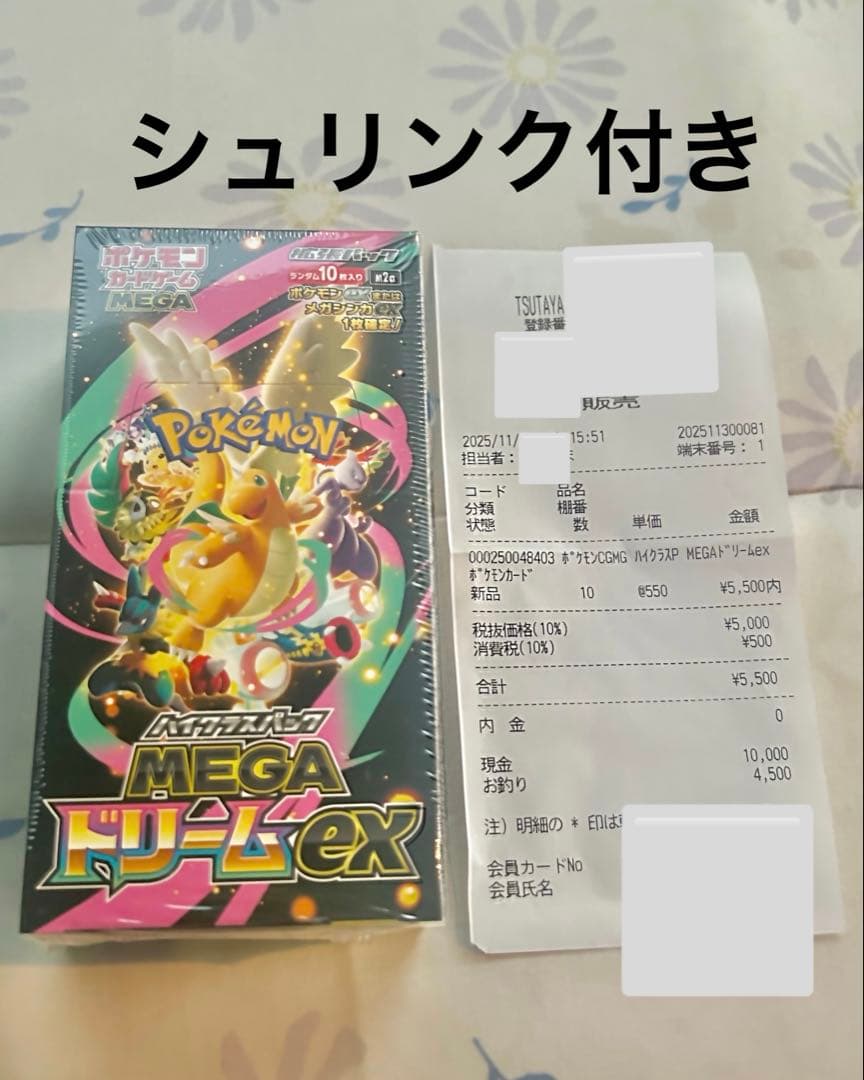 シュリンク付き
ポケモン
カードゲーム
MEGA
拡張パック
ランダム10枚入り
ポケモンexまたは
メガシンカex
1枚確定!
POKéMON
ハイクラスパック
MEGA
ドリームex
TSUTAYA
登録番
販売
2025/11/ 15:51 202511300081
担当者: 端末番号: 1
コード 品名
分類 棚番
状態 数 単価 金額
000250048403 ポケモンCGMG ハイクラスP MEGAドリームex
ポケモンカード
新品 10 @550 ¥5,500内
税抜価格(10%) ¥5,000
消費税(10%) ¥500
合計 ¥5,500
内 金 0
現金 10,000
お釣り 4,500
注) 明細の * 印は
会員カードNo
会員氏名